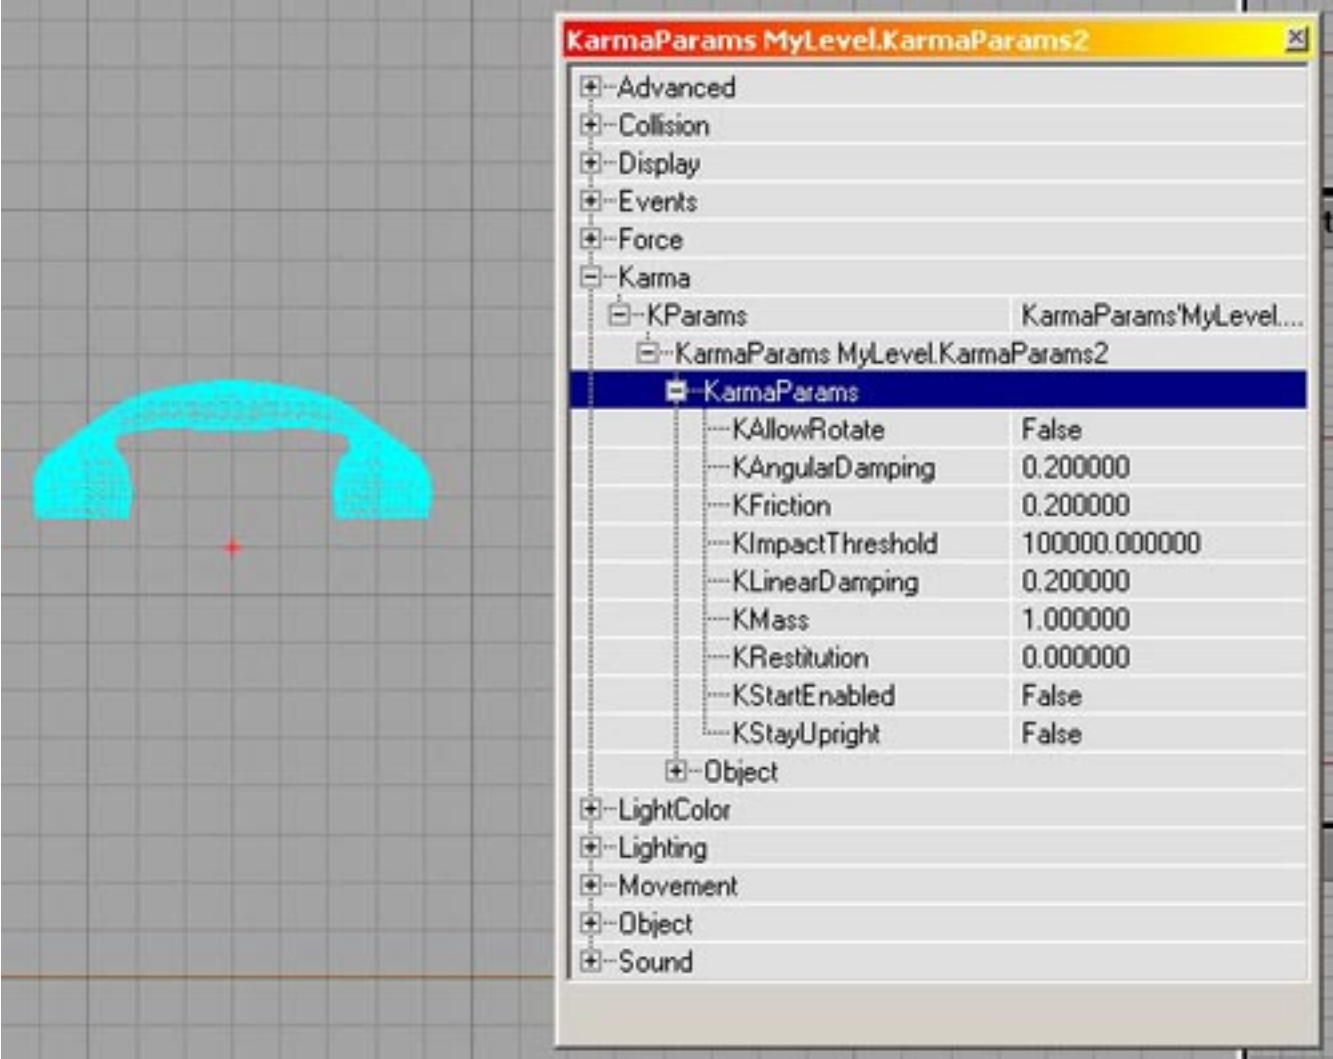 KarmaParams MyLevel.KarmaParams2
Advanced
Collision
Display
Events
Force
Karma
KParams KarmaParams'MyLevel....
KarmaParams MyLevel.KarmaParams2
KarmaParams
KAllowRotate False
KAngularDamping 0.200000
KFriction 0.200000
KImpactThreshold 100000.000000
KLinearDamping 0.200000
KMass 1.000000
KRestitution 0.000000
KStartEnabled False
KStayUpright False
Object
LightColor
Lighting
Movement
Object
Sound